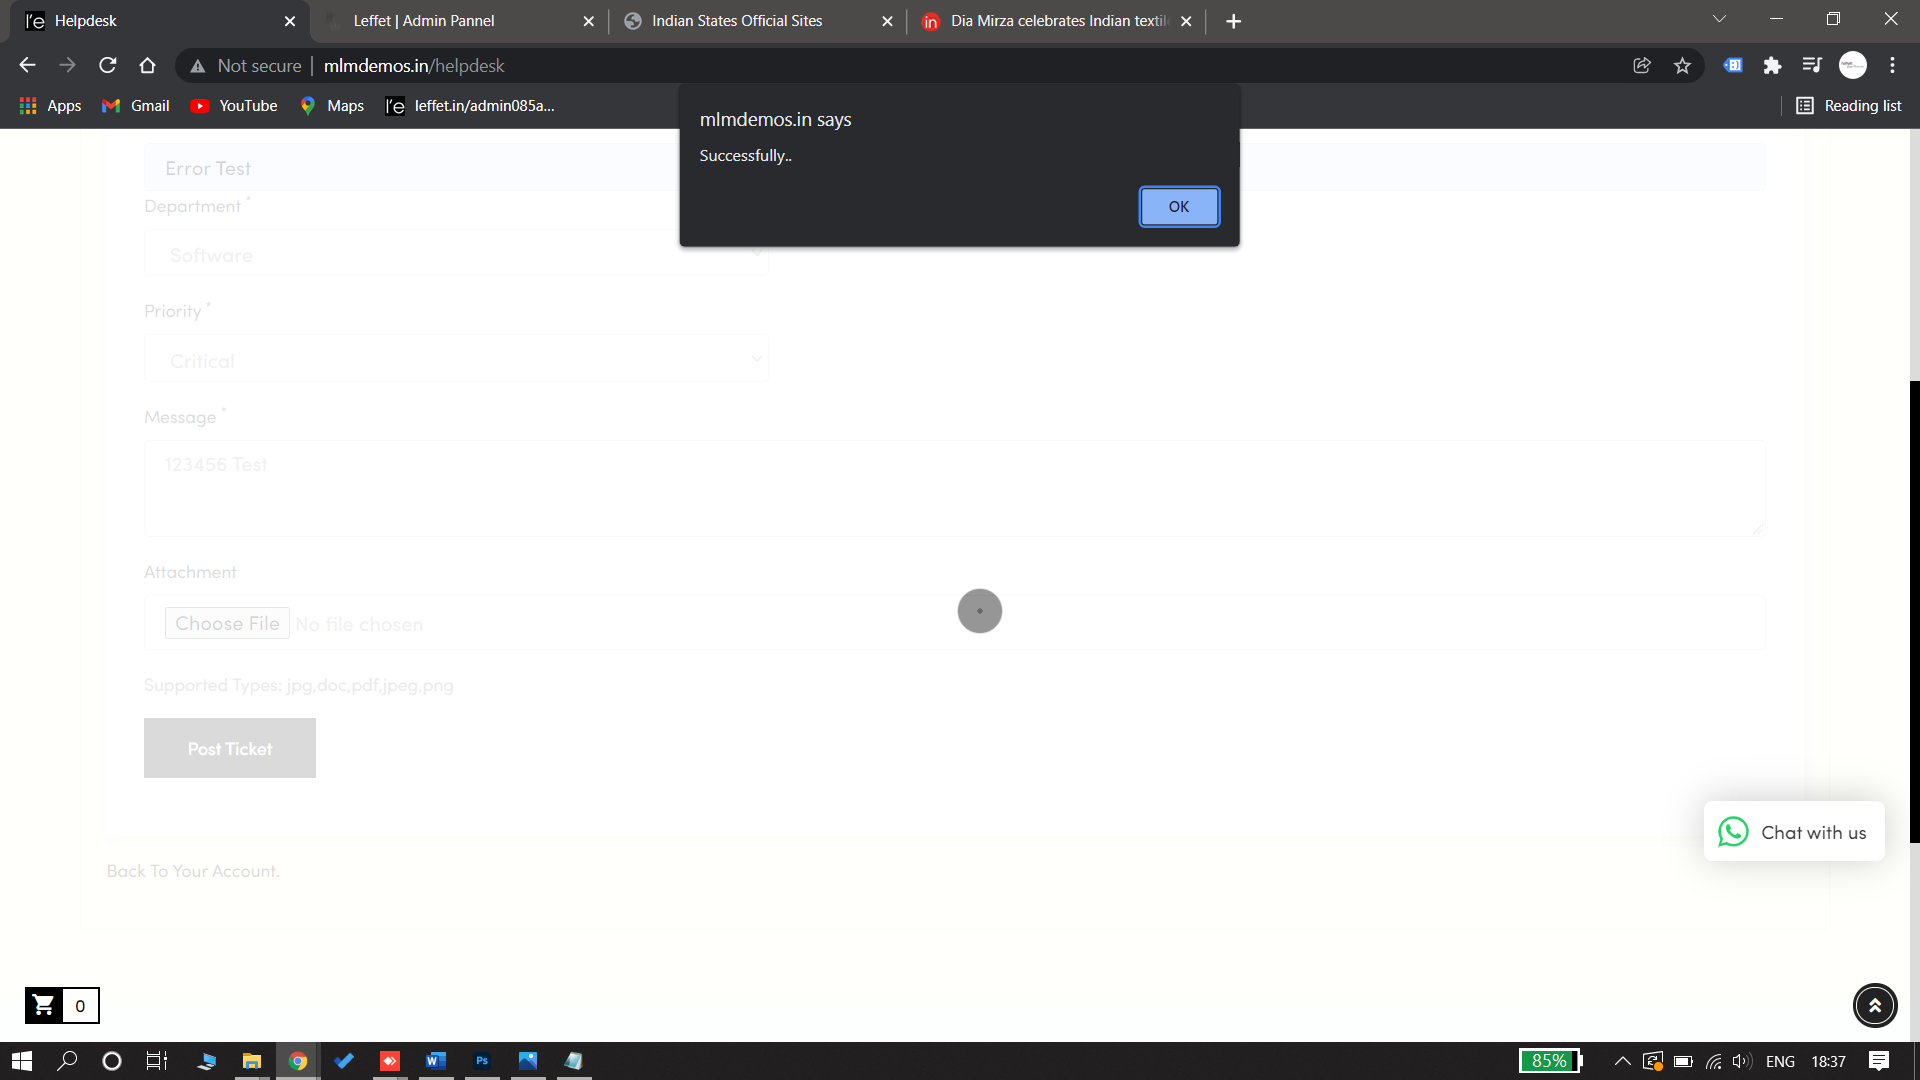 Helpdesk
Leffet | Admin Pannel
Indian States Official Sites
Dia Mirza celebrates Indian textil
Not secure
mlmdemos.in/helpdesk
Apps
Gmail
YouTube
Maps
leffet.in/admin085a...
Reading list
mlmdemos.in says
Successfully..
OK
Error Test
Department *
Software
Priority *
Critical
Message *
123456 Test
Attachment
Choose File No file chosen
Supported Types: jpg,doc,pdf,jpeg,png
Post Ticket
Chat with us
Back To Your Account.
0
85%
ENG
18:37